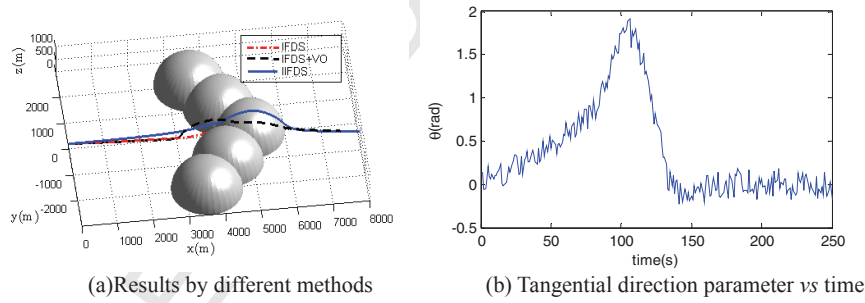 1000
500
0
z(m)
IFDS
IFDS+VO
IIFDS
2000
1000
0
-1000
-2000
y(m)
0
1000
2000
3000
4000
5000
6000
7000
8000
x(m)
(a)Results by different methods
2
1.5
1
0.5
0
-0.5
θ(rad)
0
50
100
150
200
250
time(s)
(b) Tangential direction parameter vs time